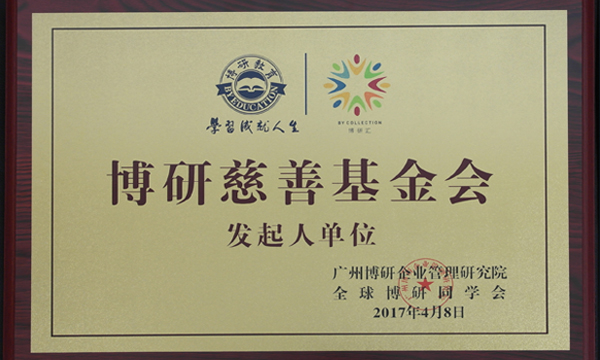 博研教育
BY EDUCATION
學習成就人生
BY COLLECTION
博研汇
博研慈善基金会
发起人单位
广州博研企业管理研究院
全球博研同学会
2017年4月8日